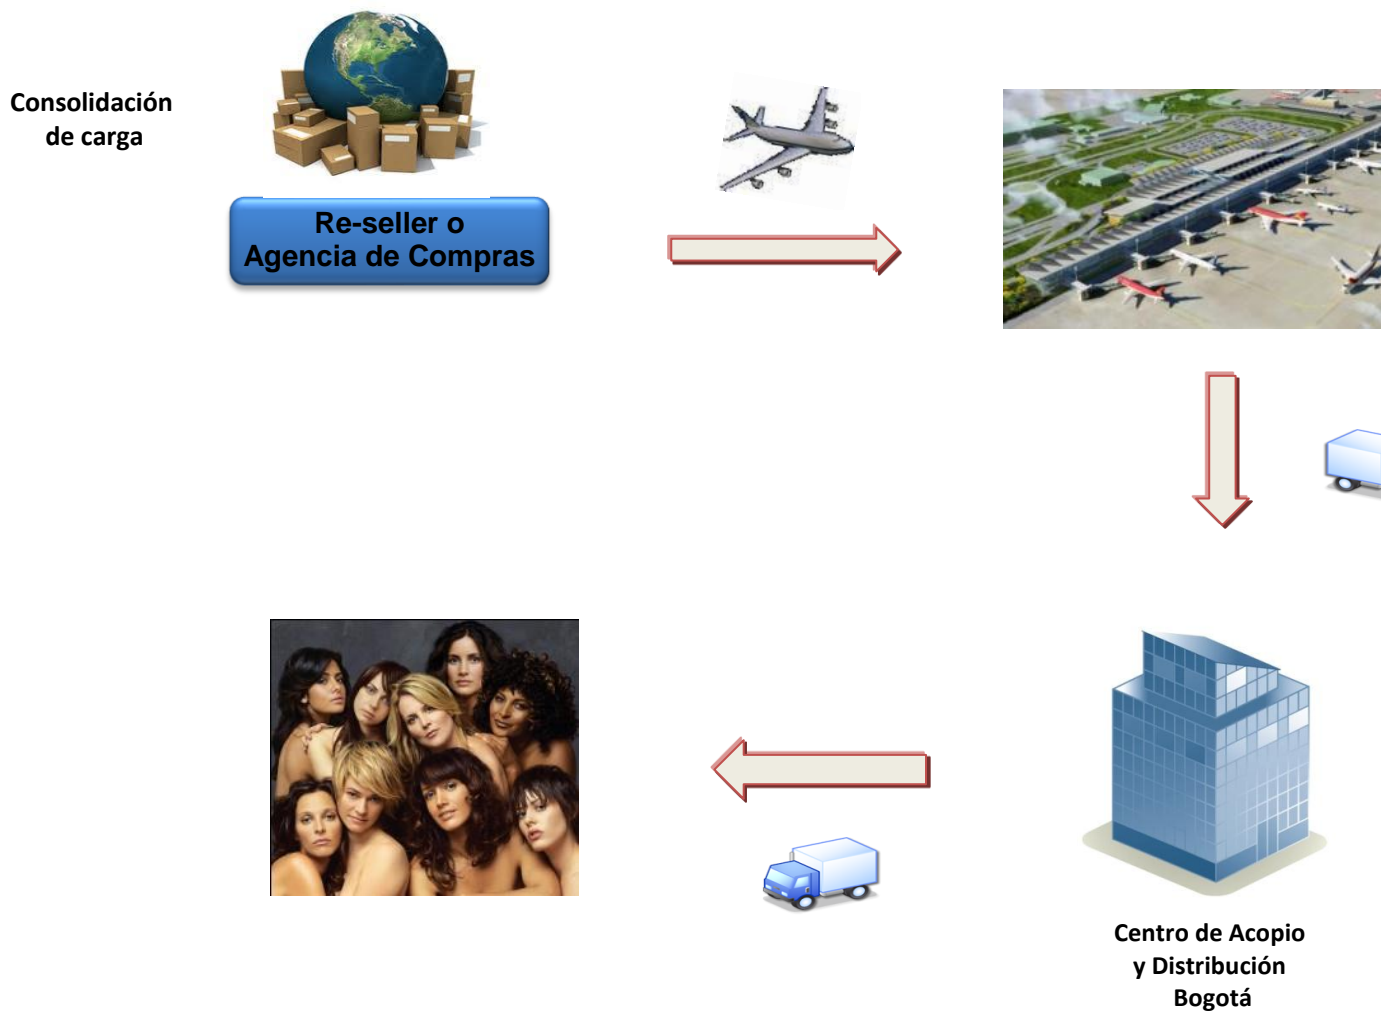 Consolidación
de carga
Re-seller o
Agencia de Compras
Centro de Acopio
y Distribución
Bogotá